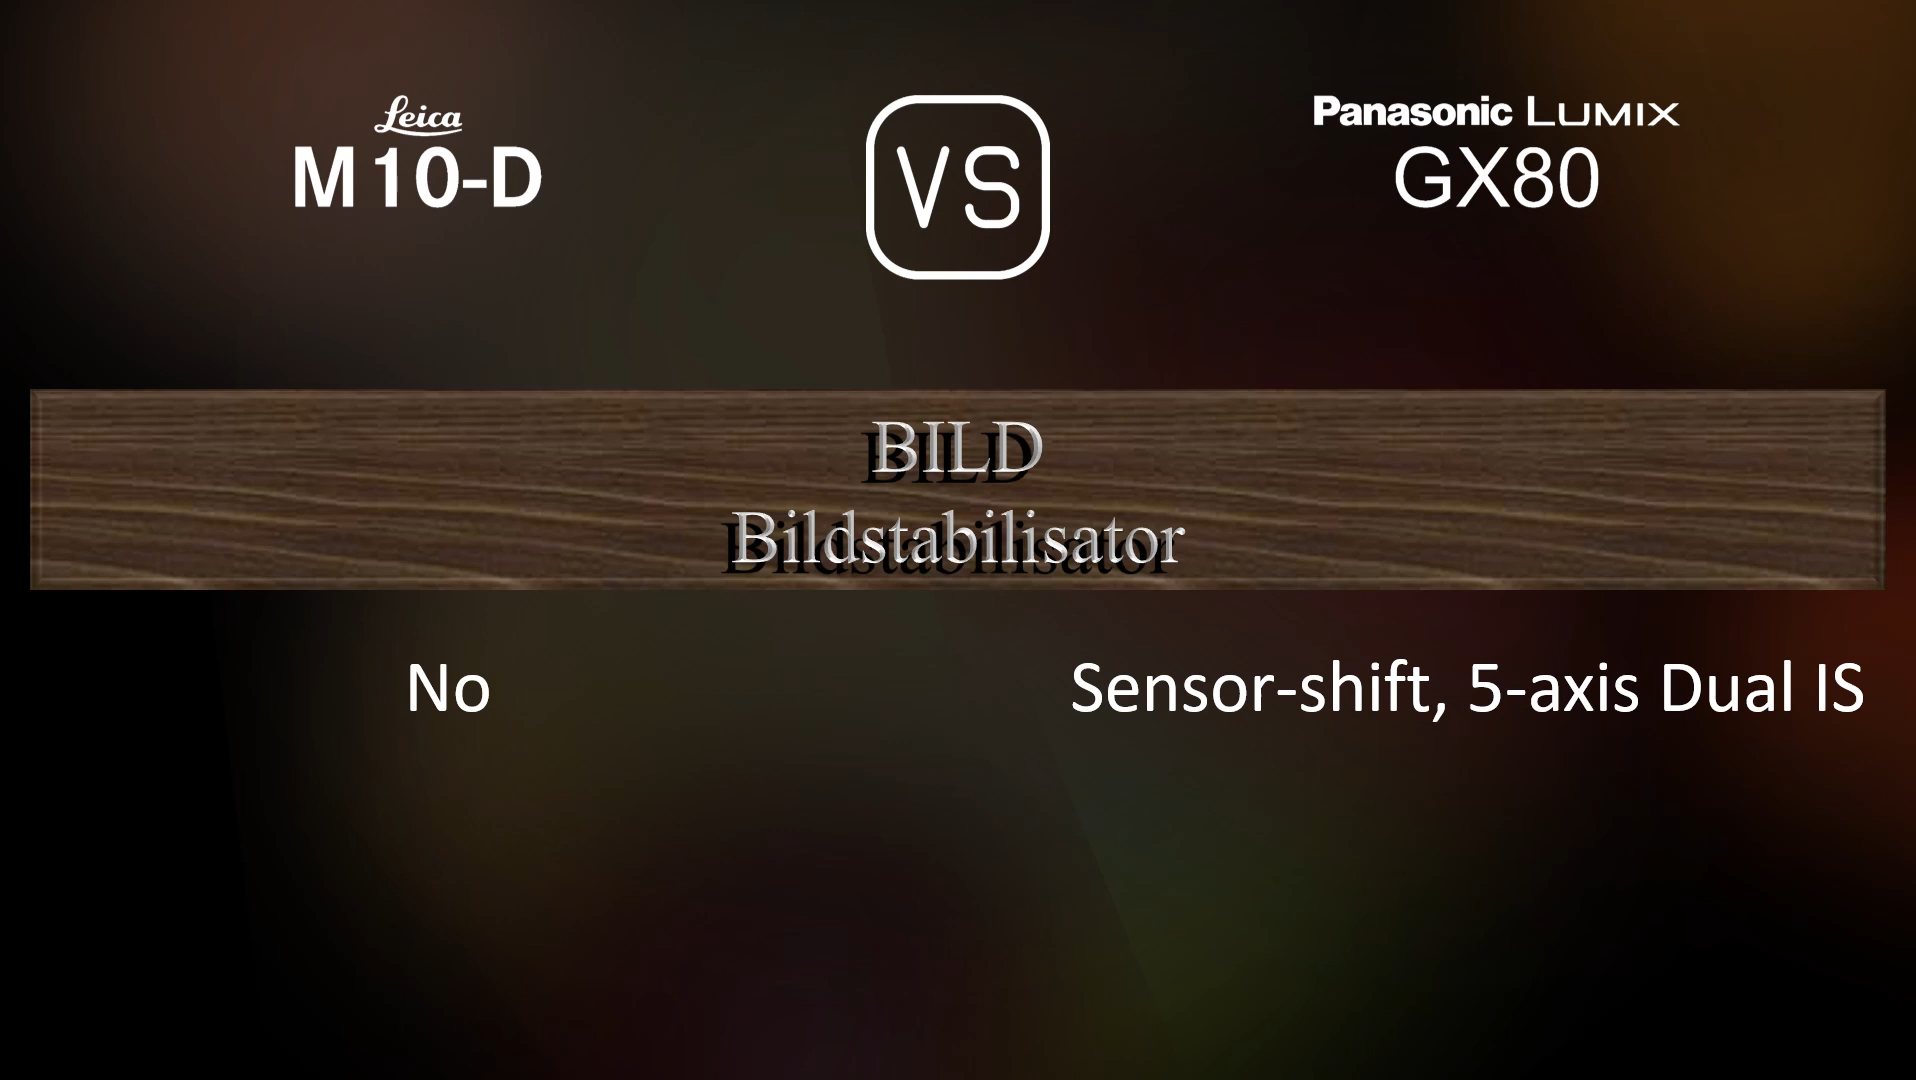 Leica
M10-D
VS
Panasonic LUMIX
GX80
BILD
Bildstabilisator
No
Sensor-shift, 5-axis Dual IS